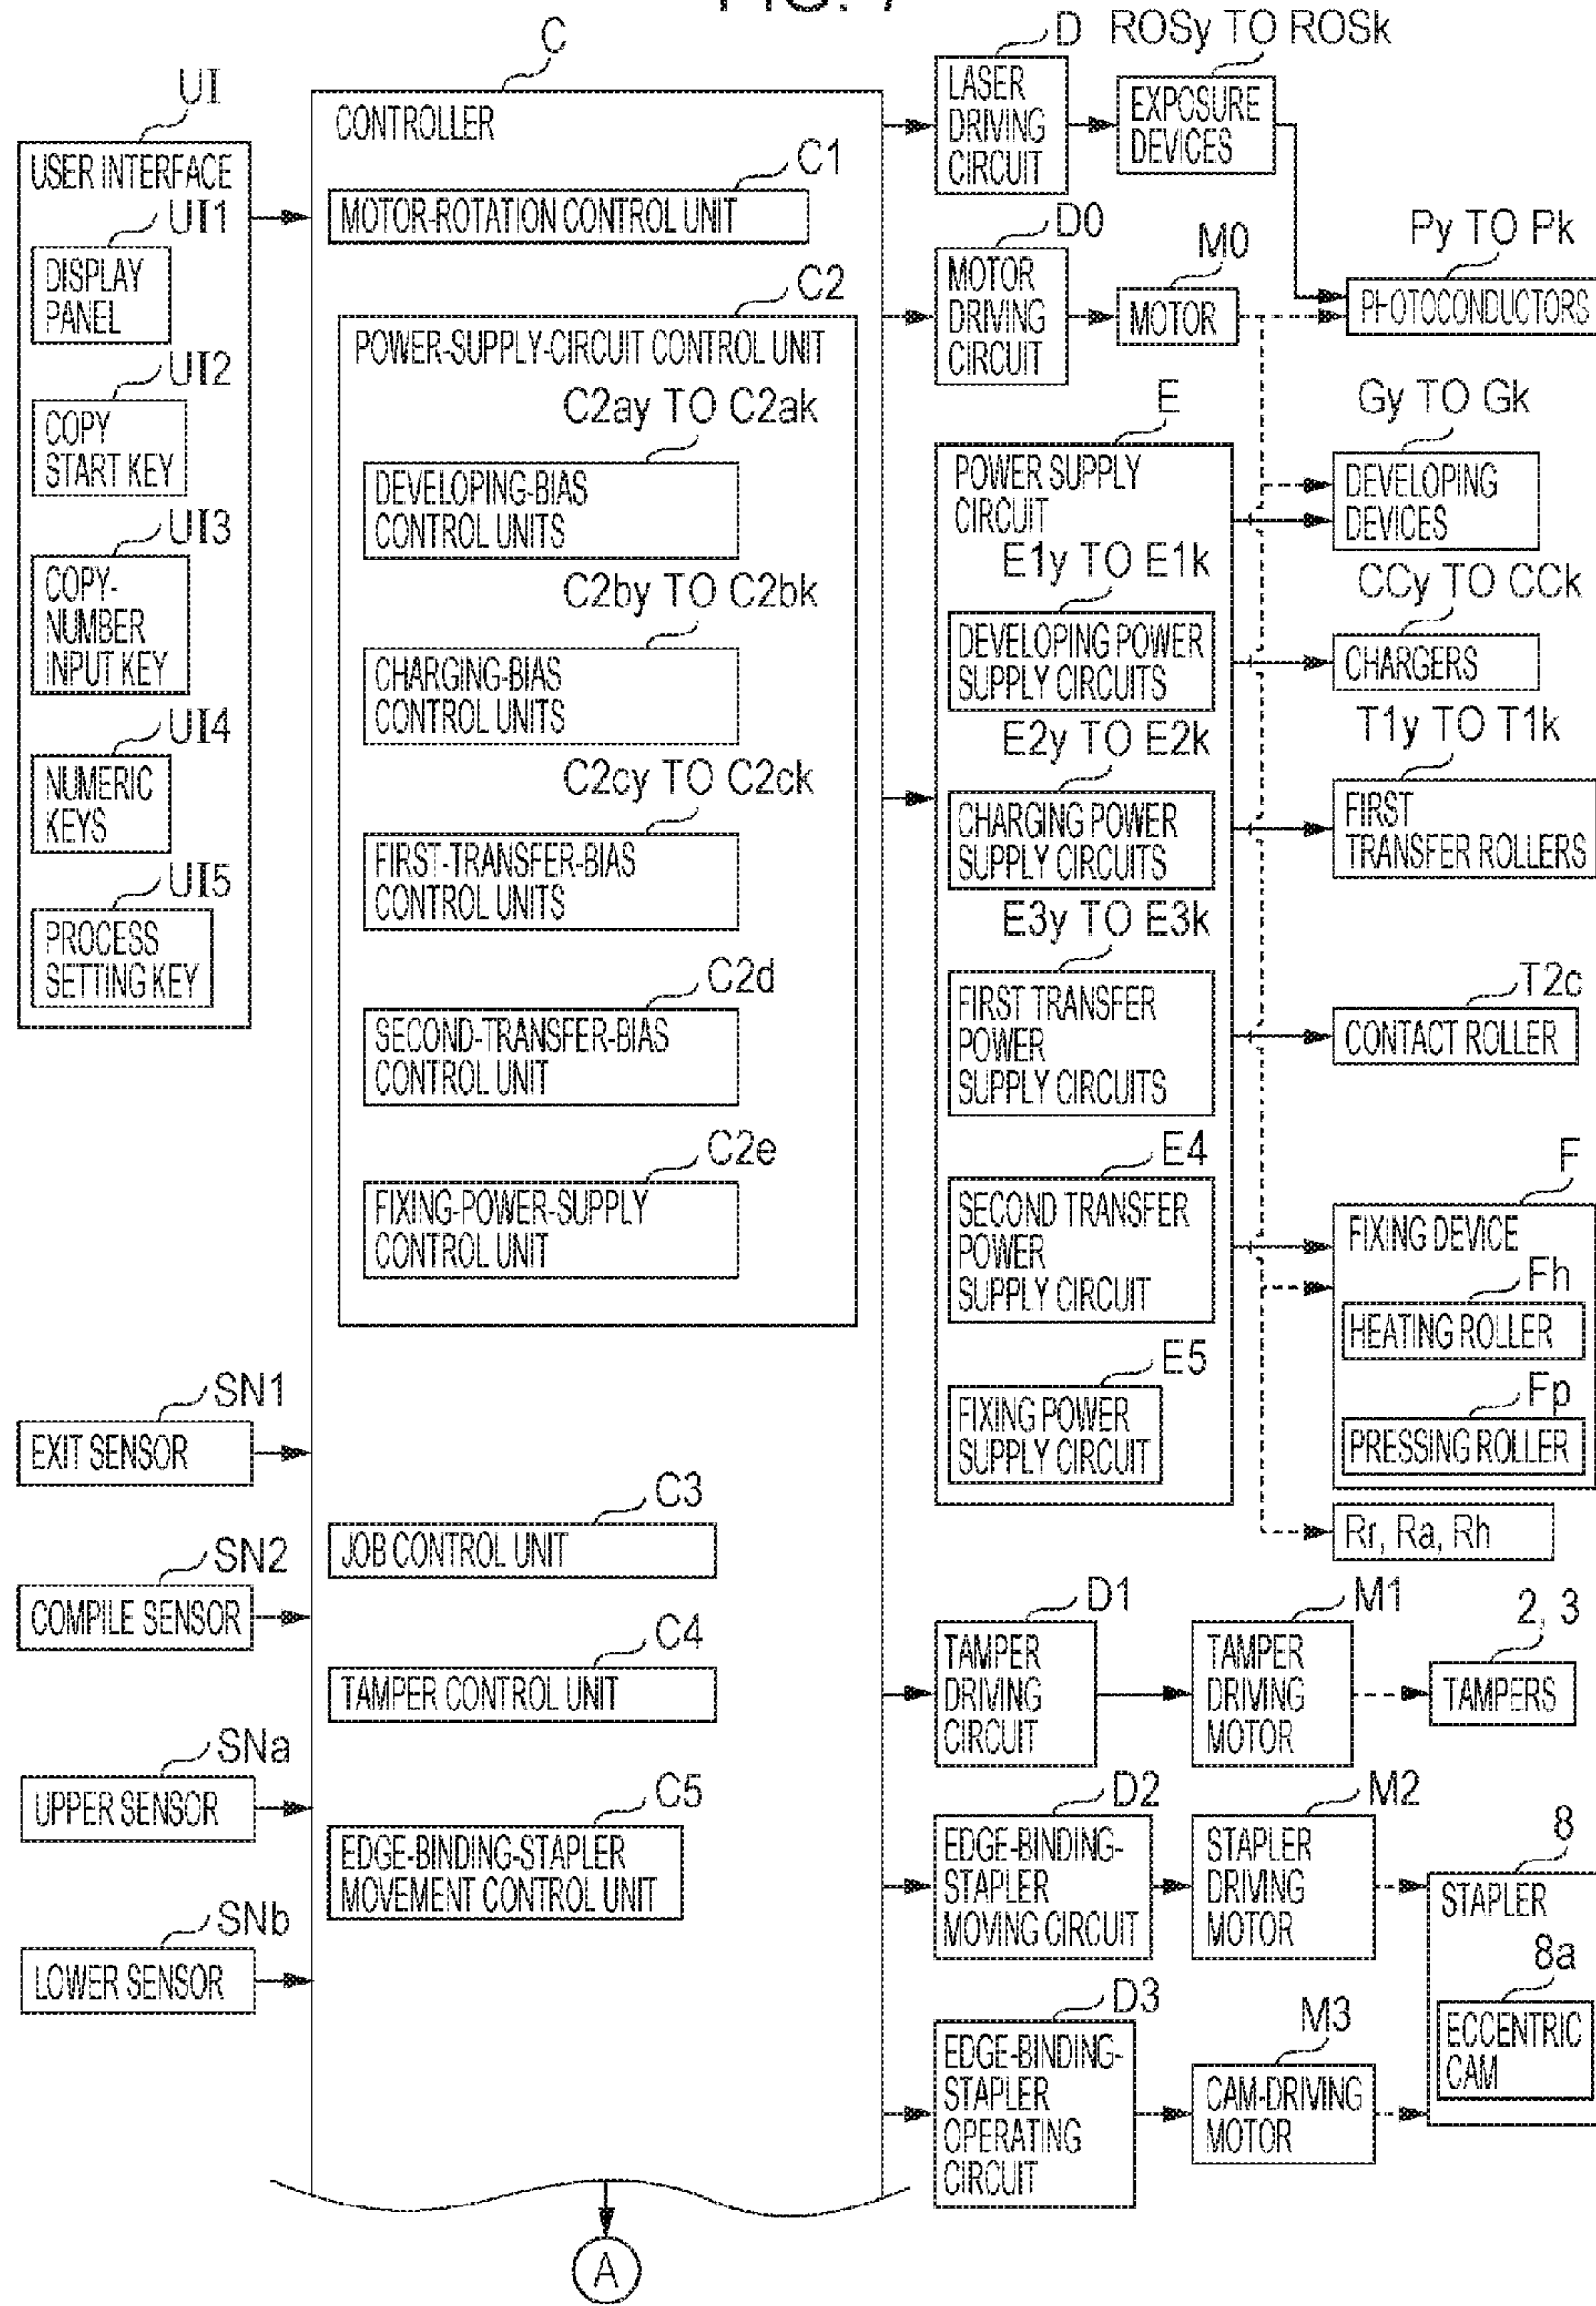 C
UI
USER INTERFACE
UI1
DISPLAY
PANEL
UI2
COPY
START KEY
UI3
COPY-
NUMBER
INPUT KEY
UI4
NUMERIC
KEYS
UI5
PROCESS
SETTING KEY
SN1
EXIT SENSOR
SN2
COMPILE SENSOR
SNa
UPPER SENSOR
SNb
LOWER SENSOR
CONTROLLER
C1
MOTOR-ROTATION CONTROL UNIT
C2
POWER-SUPPLY-CIRCUIT CONTROL UNIT
C2ay TO C2ak
DEVELOPING-BIAS
CONTROL UNITS
C2by TO C2bk
CHARGING-BIAS
CONTROL UNITS
C2cy TO C2ck
FIRST-TRANSFER-BIAS
CONTROL UNITS
C2d
SECOND-TRANSFER-BIAS
CONTROL UNIT
C2e
FIXING-POWER-SUPPLY
CONTROL UNIT
C3
JOB CONTROL UNIT
C4
TAMPER CONTROL UNIT
C5
EDGE-BINDING-STAPLER
MOVEMENT CONTROL UNIT
A
D
LASER
DRIVING
CIRCUIT
ROSy TO ROSk
EXPOSURE
DEVICES
D0
MOTOR
DRIVING
CIRCUIT
M0
MOTOR
Py TO Pk
PHOTOCONDUCTORS
E
POWER SUPPLY
CIRCUIT
E1y TO E1k
DEVELOPING POWER
SUPPLY CIRCUITS
E2y TO E2k
CHARGING POWER
SUPPLY CIRCUITS
E3y TO E3k
FIRST TRANSFER
POWER
SUPPLY CIRCUITS
E4
SECOND TRANSFER
POWER
SUPPLY CIRCUIT
E5
FIXING POWER
SUPPLY CIRCUIT
Gy TO Gk
DEVELOPING
DEVICES
CCy TO CCk
CHARGERS
T1y TO T1k
FIRST
TRANSFER ROLLERS
T2c
CONTACT ROLLER
F
FIXING DEVICE
Fh
HEATING ROLLER
Fp
PRESSING ROLLER
Rr, Ra, Rh
D1
TAMPER
DRIVING
CIRCUIT
M1
TAMPER
DRIVING
MOTOR
2, 3
TAMPERS
D2
EDGE-BINDING-
STAPLER
MOVING CIRCUIT
M2
STAPLER
DRIVING
MOTOR
8
STAPLER
8a
ECCENTRIC
CAM
D3
EDGE-BINDING-
STAPLER
OPERATING
CIRCUIT
M3
CAM-DRIVING
MOTOR